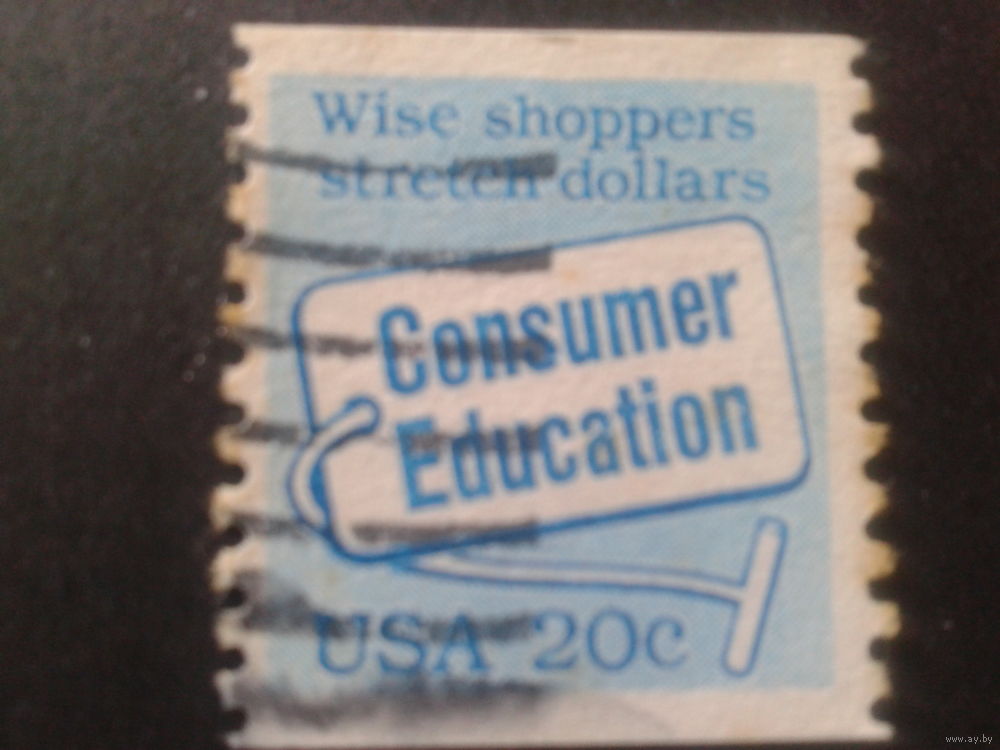 Wise shoppers
stretch dollars
Consumer
Education
USA 20c
www.ay.by